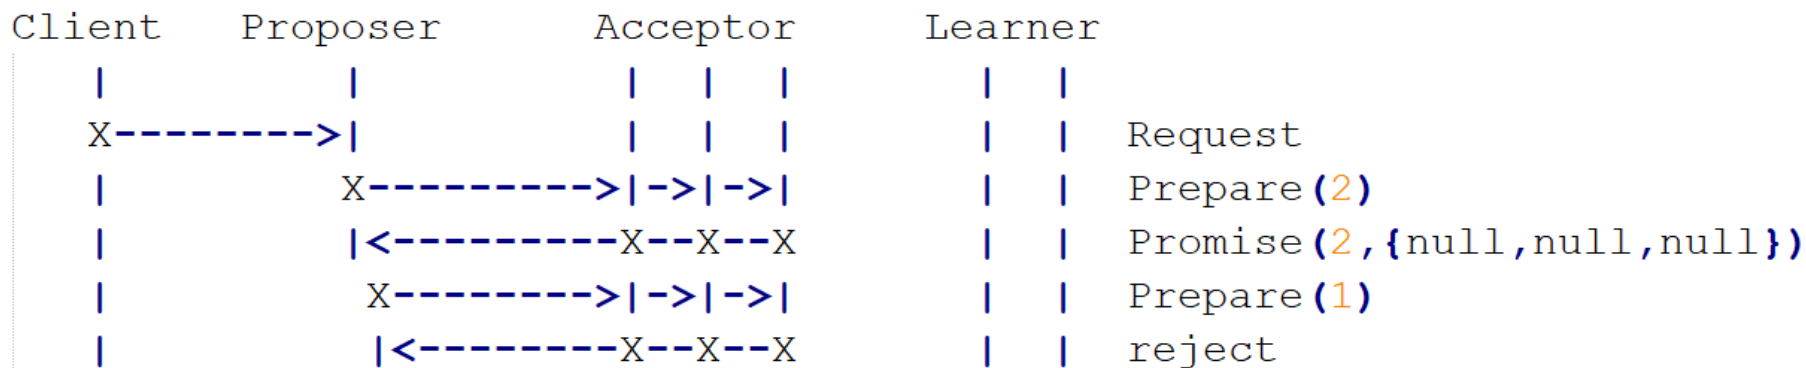 Client    Proposer        Acceptor       Learner
   |            |            |  |  |        |  |
   X-------->|            |  |  |        |  |  Request
   |            X--------->|->|->|        |  |  Prepare(2)
   |            |<---------X--X--X        |  |  Promise(2,{null,null,null})
   |             X-------->|->|->|        |  |  Prepare(1)
   |             |<--------X--X--X        |  |  reject